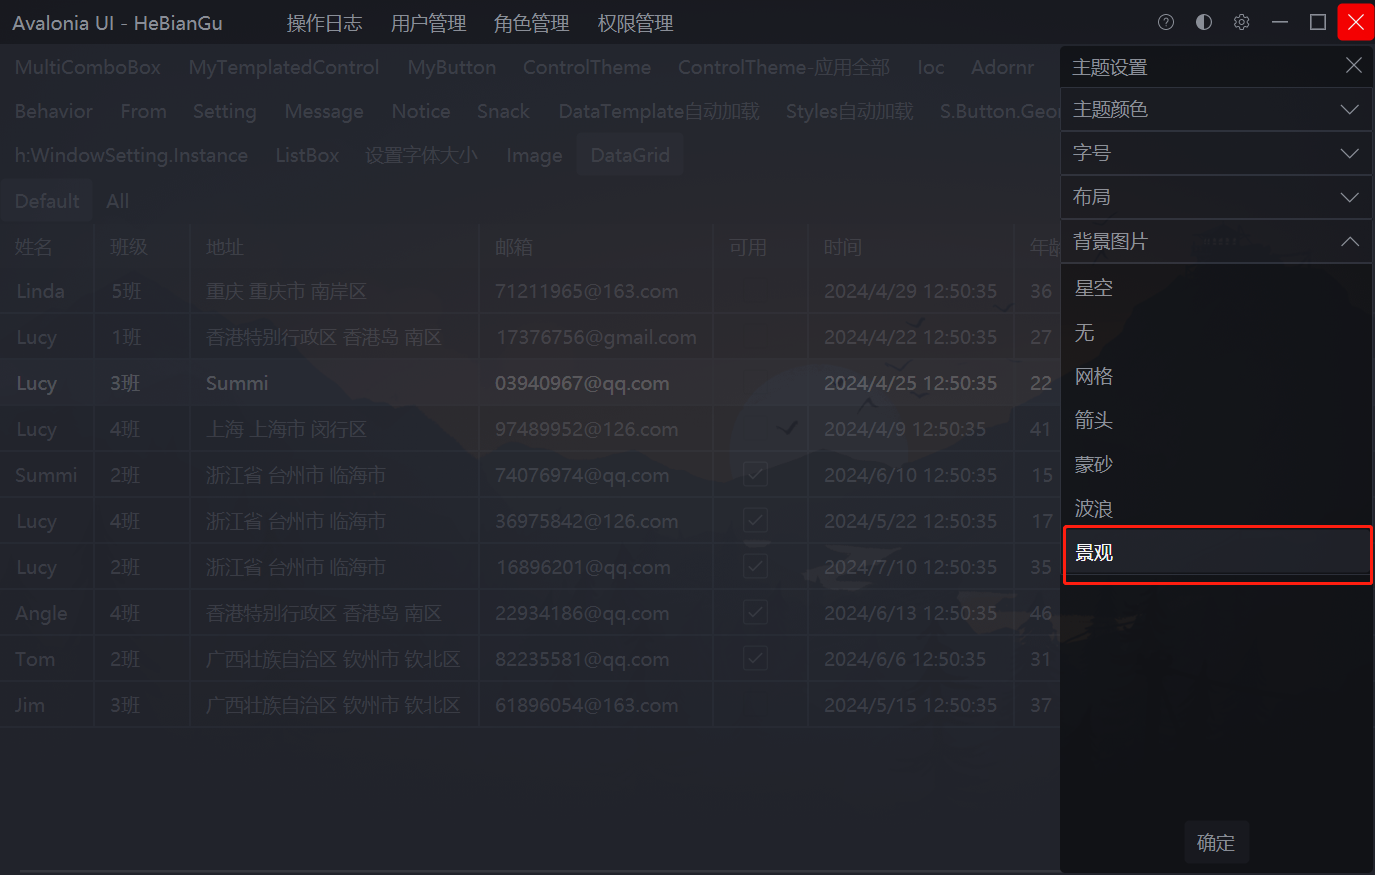 Avalonia UI - HeBianGu 操作日志 用户管理 角色管理 权限管理
MultiComboBox MyTemplatedControl MyButton ControlTheme ControlTheme-应用全部 Ioc Adornr
Behavior From Setting Message Notice Snack DataTemplate自动加载 Styles自动加载 S.Button.Geo
h:WindowSetting.Instance ListBox 设置字体大小 Image DataGrid
Default All
姓名 班级 地址 邮箱 可用 时间 年龄
Linda 5班 重庆 重庆市 南岸区 71211965@163.com 2024/4/29 12:50:35 36
Lucy 1班 香港特别行政区 香港岛 南区 17376756@gmail.com 2024/4/22 12:50:35 27
Lucy 3班 Summi 03940967@qq.com 2024/4/25 12:50:35 22
Lucy 4班 上海 上海市 闵行区 97489952@126.com 2024/4/9 12:50:35 41
Summi 2班 浙江省 台州市 临海市 74076974@qq.com 2024/6/10 12:50:35 15
Lucy 4班 浙江省 台州市 临海市 36975842@126.com 2024/5/22 12:50:35 17
Lucy 2班 浙江省 台州市 临海市 16896201@qq.com 2024/7/10 12:50:35 35
Angle 4班 香港特别行政区 香港岛 南区 22934186@qq.com 2024/6/13 12:50:35 46
Tom 2班 广西壮族自治区 钦州市 钦北区 82235581@qq.com 2024/6/6 12:50:35 31
Jim 3班 广西壮族自治区 钦州市 钦北区 61896054@163.com 2024/5/15 12:50:35 37
主题设置
主题颜色
字号
布局
背景图片
星空
无
网格
箭头
蒙砂
波浪
景观
确定